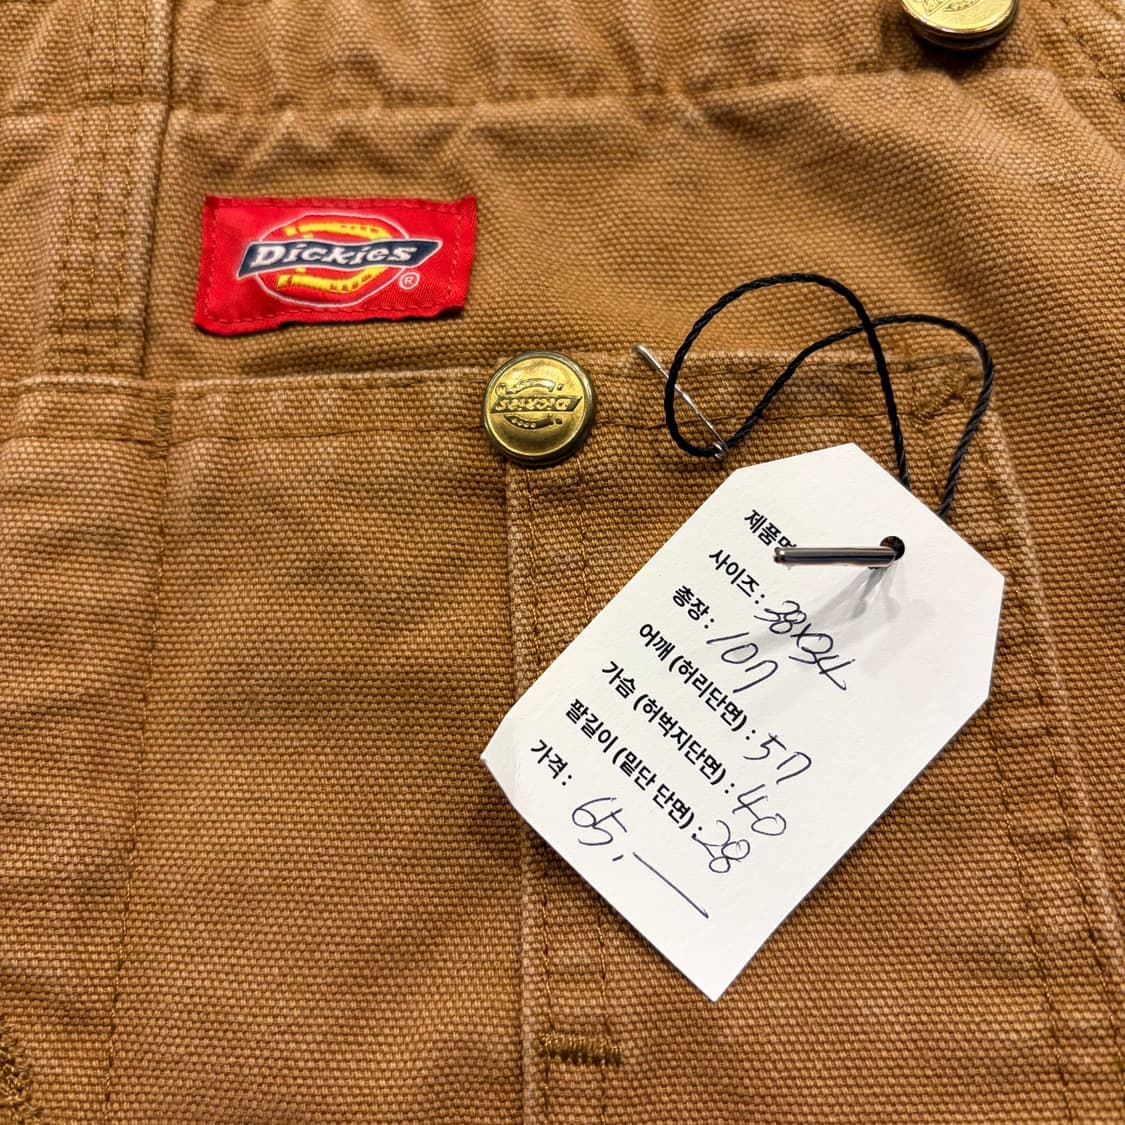 Dickies
®
DICKIES
제품명
사이즈 : 38x34
총장 : 107
어깨 (허리단면) : 57
가슴 (허벅지단면) : 40
팔길이 (밑단 단면) : 28
가격 : 65,—